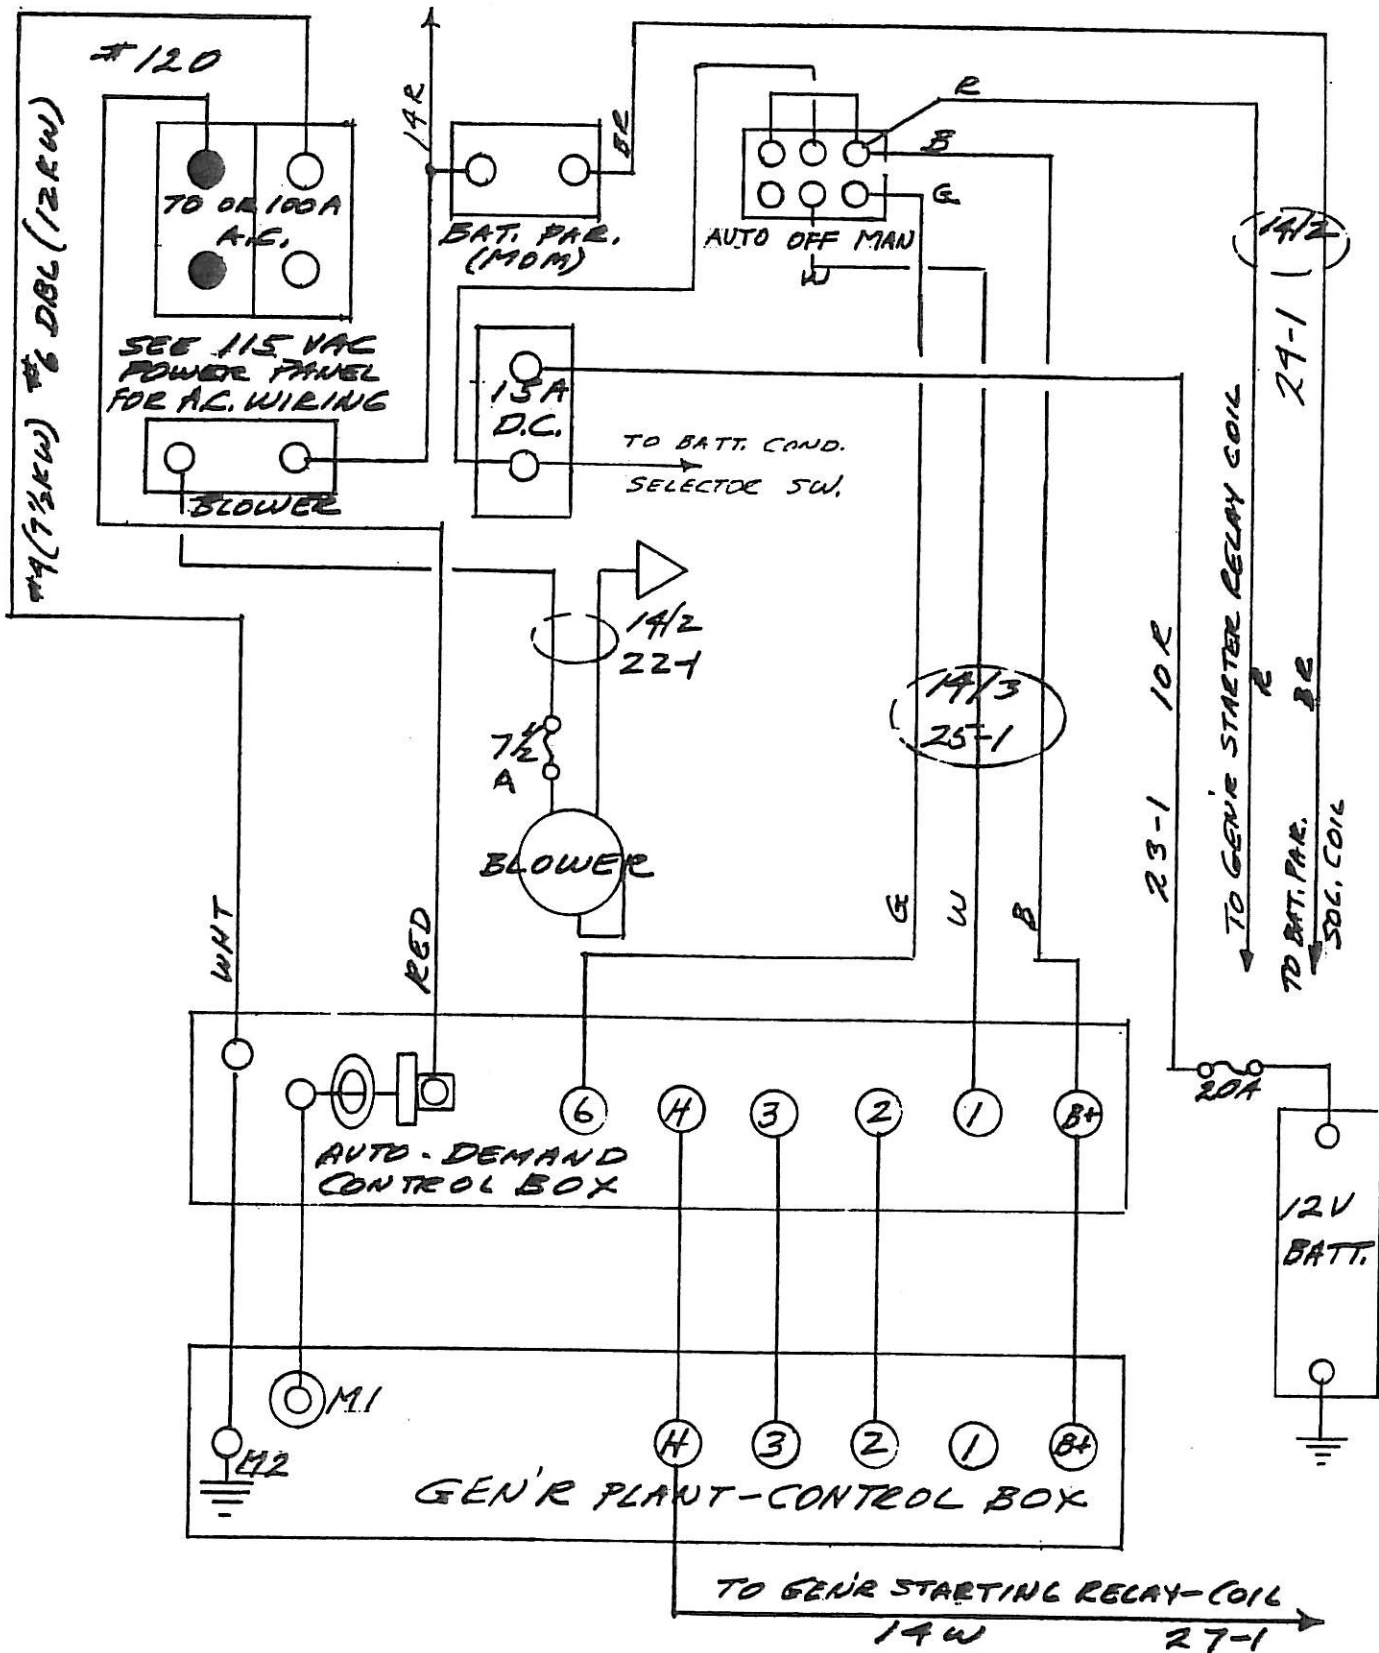 # 120
14R
BR
R
B
G
70 OR 100A
A.C.
BAT. PAR.
(MOM)
AUTO OFF MAN
W
14/2
24-1
#4(7½KW) #6 DBL(12KW)
SEE 115 VAC
POWER PANEL
FOR A.C. WIRING
15A
D.C.
TO BATT. COND.
SELECTOR SW.
BLOWER
14/2
22-1
7½
A
BLOWER
14/3
25-1
23-1 10R
TO GEN'R STARTER RELAY COIL
R
TO BAT. PAR.
SOL. COIL
BR
WHT
RED
G
W
B
20A
6
H
3
2
1
B+
AUTO-DEMAND
CONTROL BOX
12V
BATT.
M1
M2
H
3
2
1
B+
GEN'R PLANT-CONTROL BOX
TO GEN'R STARTING RELAY-COIL
14W 27-1